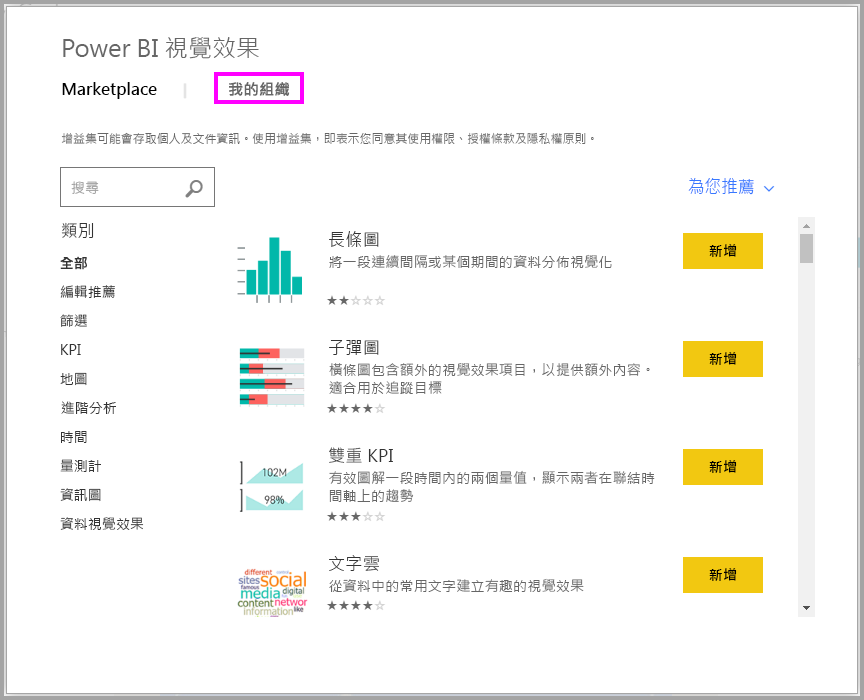 Power BI 視覺效果
Marketplace | 我的組織
增益集可能會存取個人及文件資訊。使用增益集，即表示您同意其使用權限、授權條款及隱私權原則。
搜尋
為您推薦
類別
全部
編輯推薦
篩選
KPI
地圖
進階分析
時間
量測計
資訊圖
資料視覺效果
長條圖
將一段連續間隔或某個期間的資料分佈視覺化
新增
子彈圖
橫條圖包含額外的視覺效果項目，以提供額外內容。
適合用於追蹤目標
新增
102M
98%
雙重 KPI
有效圖解一段時間內的兩個量值，顯示兩者在聯結時
間軸上的趨勢
新增
different
sites social
famous
media digital
content networ
information like
文字雲
從資料中的常用文字建立有趣的視覺效果
新增